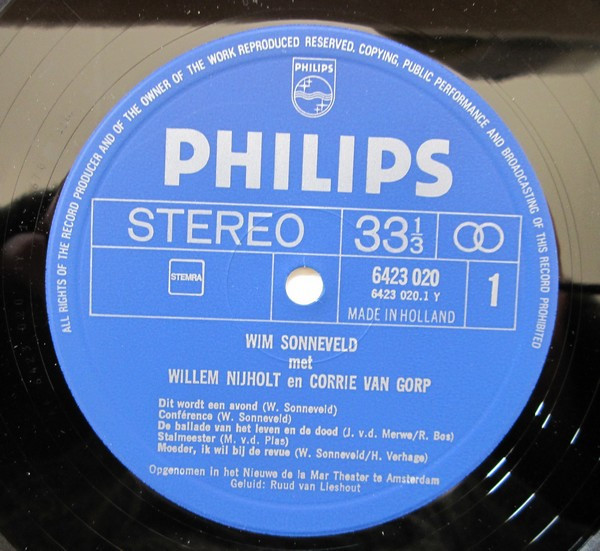 ALL RIGHTS OF THE RECORD PRODUCER AND OF THE OWNER OF THE WORK REPRODUCED RESERVED. COPYING, PUBLIC PERFORMANCE AND BROADCASTING OF THIS RECORD PROHIBITED
PHILIPS
PHILIPS
STEREO 33 1/3
STEMRA
6423 020
6423 020.1 Y
1
MADE IN HOLLAND
WIM SONNEVELD
met
WILLEM NIJHOLT en CORRIE VAN GORP
Dit wordt een avond (W. Sonneveld)
Conférence (W. Sonneveld)
De ballade van het leven en de dood (J. v.d. Merwe/R. Bos)
Stalmeester (M. v.d. Plas)
Moeder, ik wil bij de revue (W. Sonneveld/H. Verhage)
Opgenomen in het Nieuwe de la Mar Theater te Amsterdam
Geluid: Ruud van Lieshout